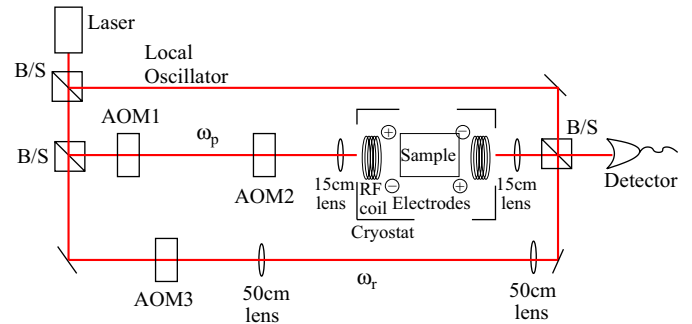 Laser
B/S
Local
Oscillator
AOM1
ωp
B/S
AOM2
15cm
lens
RF
coil
+
−
Sample
−
+
Electrodes
Cryostat
15cm
lens
B/S
Detector
AOM3
50cm
lens
ωr
50cm
lens